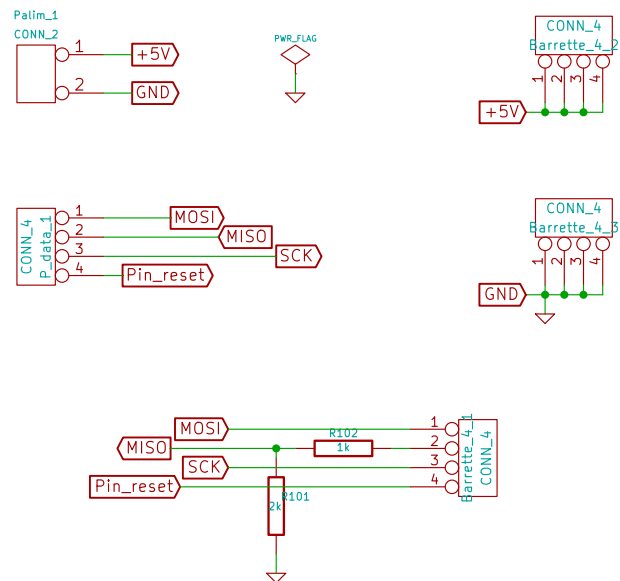 Palim_1
CONN_2
1
+5V
2
GND
PWR_FLAG
CONN_4
Barrette_4_2
1
2
3
4
+5V
CONN_4
P_data_1
1
MOSI
2
MISO
3
SCK
4
Pin_reset
CONN_4
Barrette_4_3
1
2
3
4
GND
MOSI
1
R102
MISO
1k
2
SCK
3
Pin_reset
4
R101
2k
Barrette_4_1
CONN_4